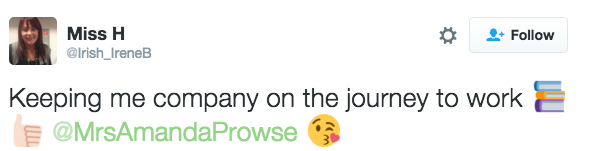 Miss H
@Irish_IreneB
Follow
Keeping me company on the journey to work 📚
👍🏻 @MrsAmandaProwse 😘